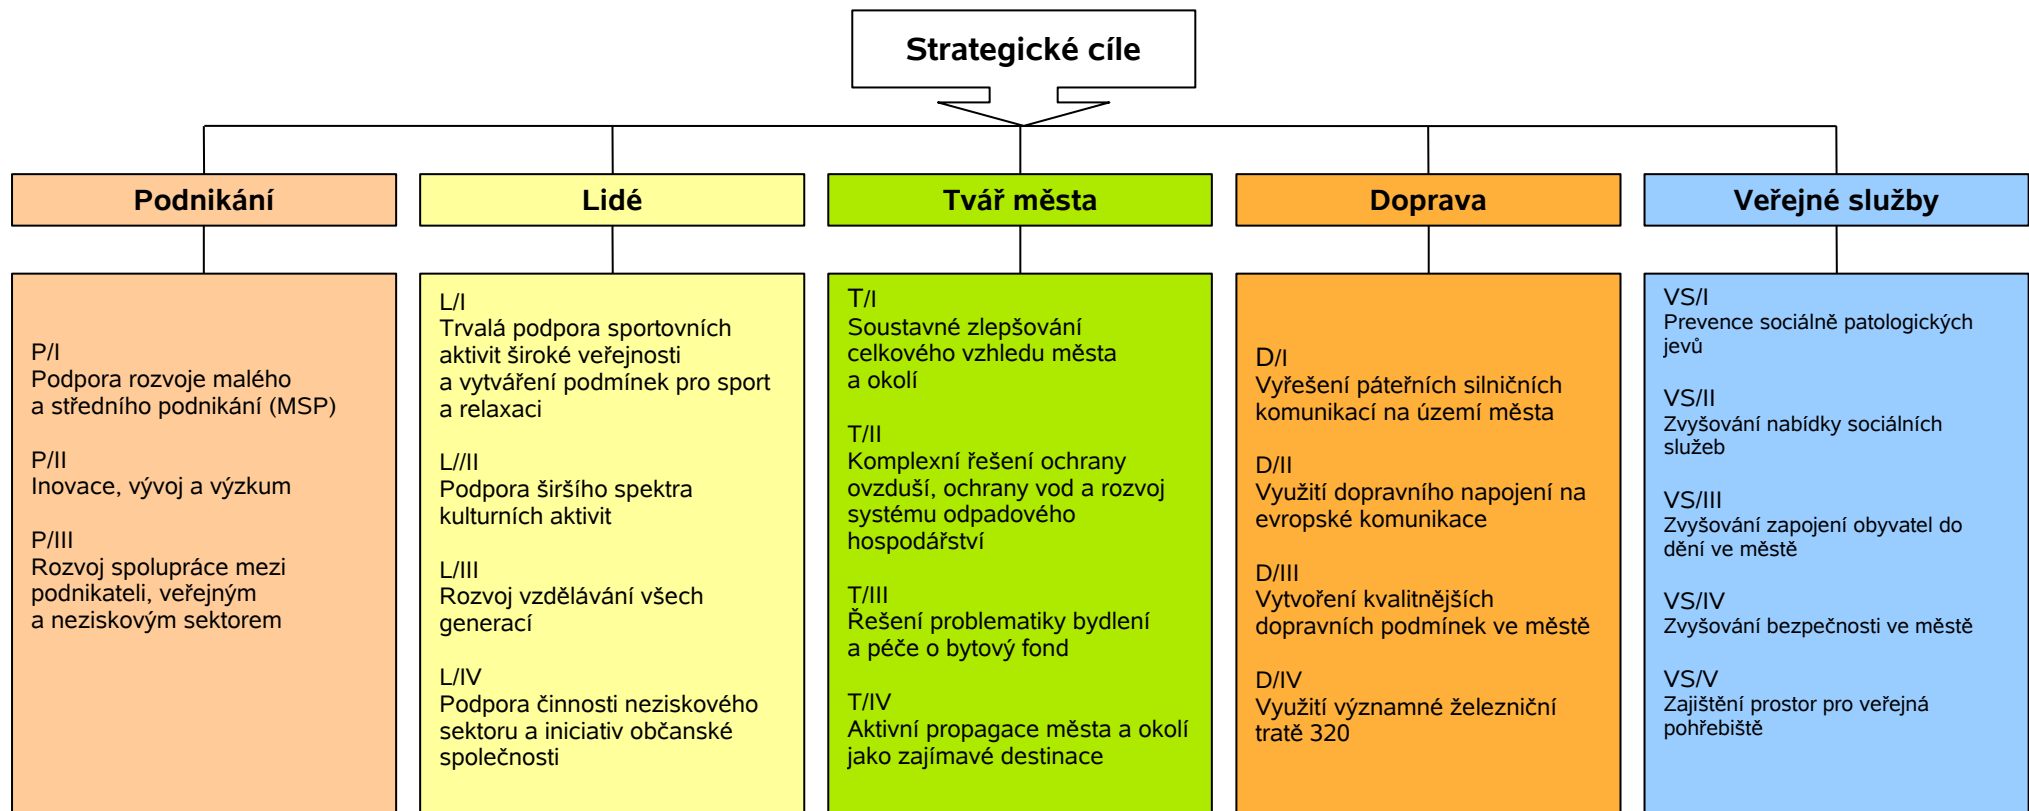 Strategické cíle
Podnikání
Lidé
Tvář města
Doprava
Veřejné služby
P/I
Podpora rozvoje malého
a středního podnikání (MSP)
P/II
Inovace, vývoj a výzkum
P/III
Rozvoj spolupráce mezi
podnikateli, veřejným
a neziskovým sektorem
L/I
Trvalá podpora sportovních
aktivit široké veřejnosti
a vytváření podmínek pro sport
a relaxaci
L//II
Podpora širšího spektra
kulturních aktivit
L/III
Rozvoj vzdělávání všech
generací
L/IV
Podpora činnosti neziskového
sektoru a iniciativ občanské
společnosti
T/I
Soustavné zlepšování
celkového vzhledu města
a okolí
T/II
Komplexní řešení ochrany
ovzduší, ochrany vod a rozvoj
systému odpadového
hospodářství
T/III
Řešení problematiky bydlení
a péče o bytový fond
T/IV
Aktivní propagace města a okolí
jako zajímavé destinace
D/I
Vyřešení páteřních silničních
komunikací na území města
D/II
Využití dopravního napojení na
evropské komunikace
D/III
Vytvoření kvalitnějších
dopravních podmínek ve městě
D/IV
Využití významné železniční
tratě 320
VS/I
Prevence sociálně patologických
jevů
VS/II
Zvyšování nabídky sociálních
služeb
VS/III
Zvyšování zapojení obyvatel do
dění ve městě
VS/IV
Zvyšování bezpečnosti ve městě
VS/V
Zajištění prostor pro veřejná
pohřebiště